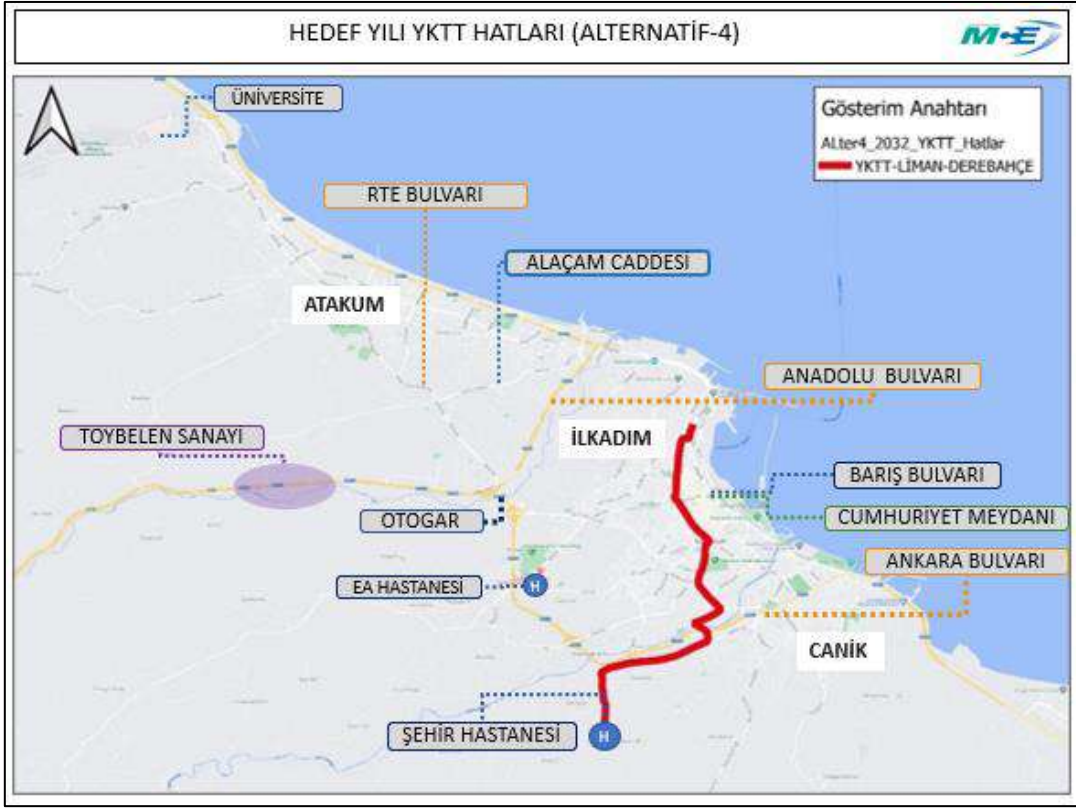 HEDEF YILI YKTT HATLARI (ALTERNATİF-4)
M-E
ÜNİVERSİTE
Gösterim Anahtarı
ALter4_2032_YKTT_Hatlar
YKTT-LİMAN-DEREBAHÇE
RTE BULVARI
ALAÇAM CADDESİ
ATAKUM
ANADOLU BULVARI
TOYBELEN SANAYİ
İLKADIM
BARIŞ BULVARI
OTOGAR
CUMHURİYET MEYDANI
ANKARA BULVARI
EA HASTANESİ
H
CANİK
ŞEHİR HASTANESİ
H